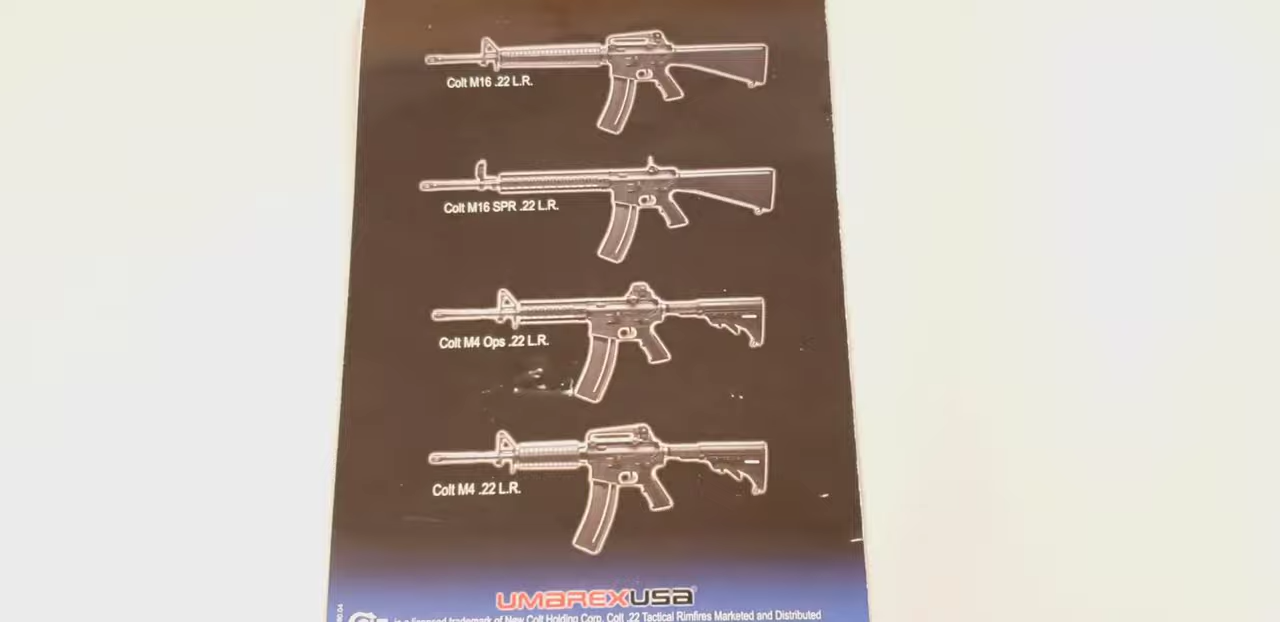 Colt M16 .22 L.R.
Colt M16 SPR .22 L.R.
Colt M4 Ops .22 L.R.
Colt M4 .22 L.R.
UMAREXUSA
is a licensed trademark of New Colt Holding Corp. Colt .22 Tactical Rimfires Marketed and Distributed